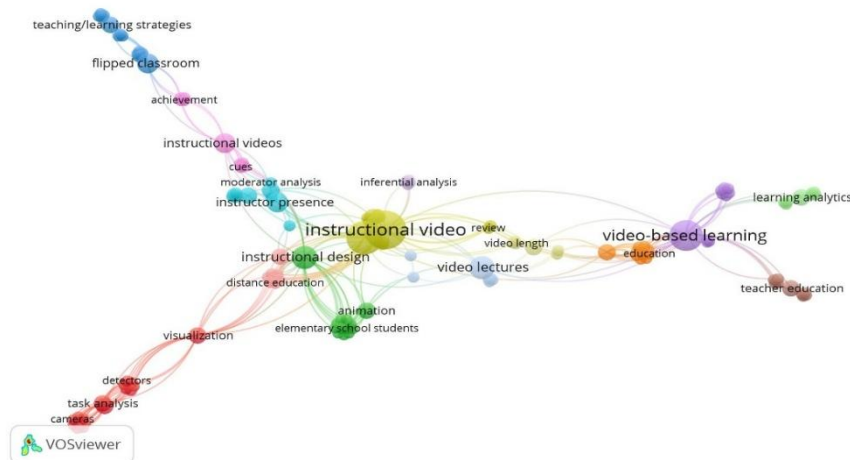 teaching/learning strategies
flipped classroom
achievement
instructional videos
cues
moderator analysis
inferential analysis
instructor presence
learning analytics
instructional video
review
video-based learning
video length
instructional design
education
video lectures
distance education
teacher education
animation
elementary school students
visualization
detectors
task analysis
cameras
VOSviewer